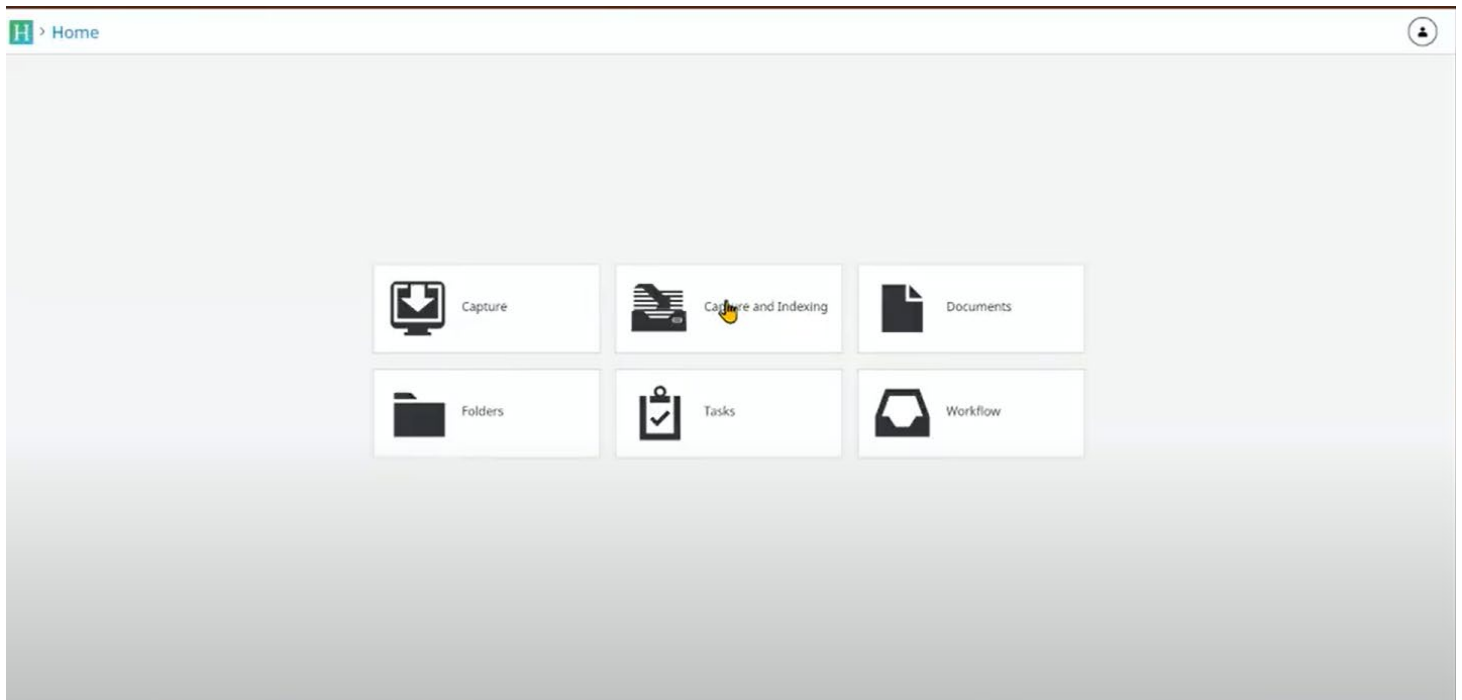 H > Home
Capture
Capture and Indexing
Documents
Folders
Tasks
Workflow